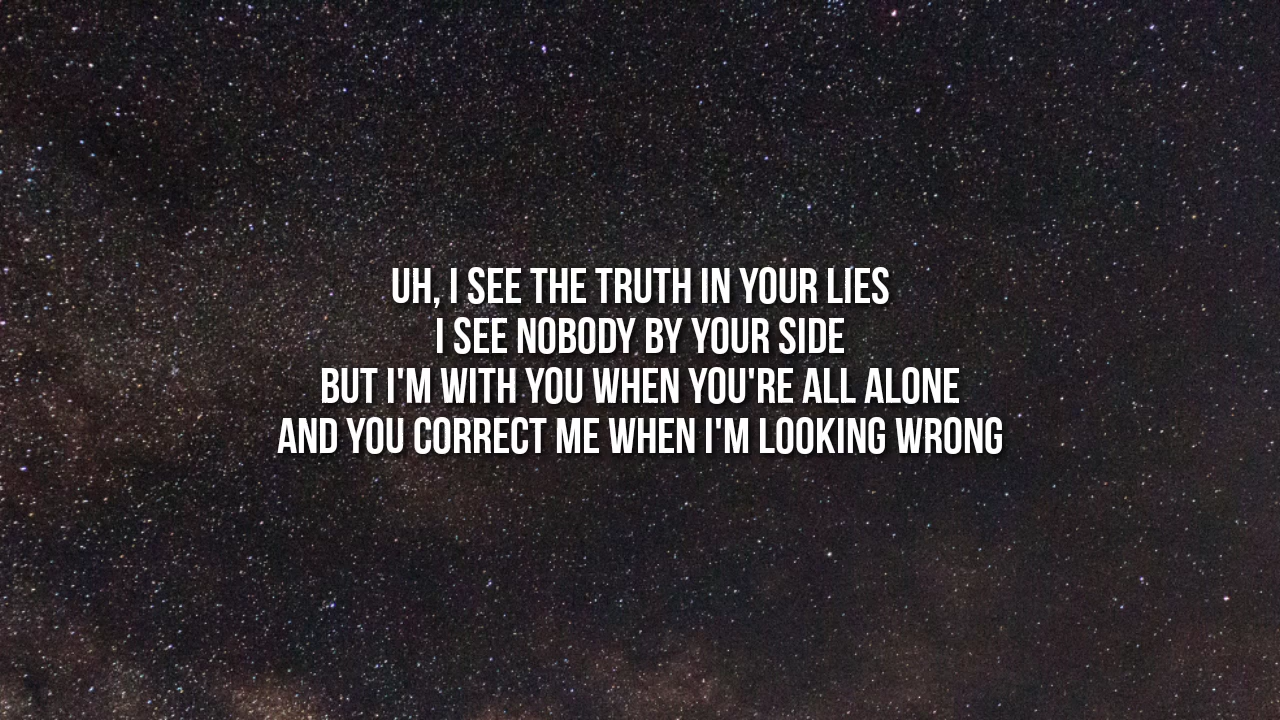 UH, I SEE THE TRUTH IN YOUR LIES
I SEE NOBODY BY YOUR SIDE
BUT I'M WITH YOU WHEN YOU'RE ALL ALONE
AND YOU CORRECT ME WHEN I'M LOOKING WRONG